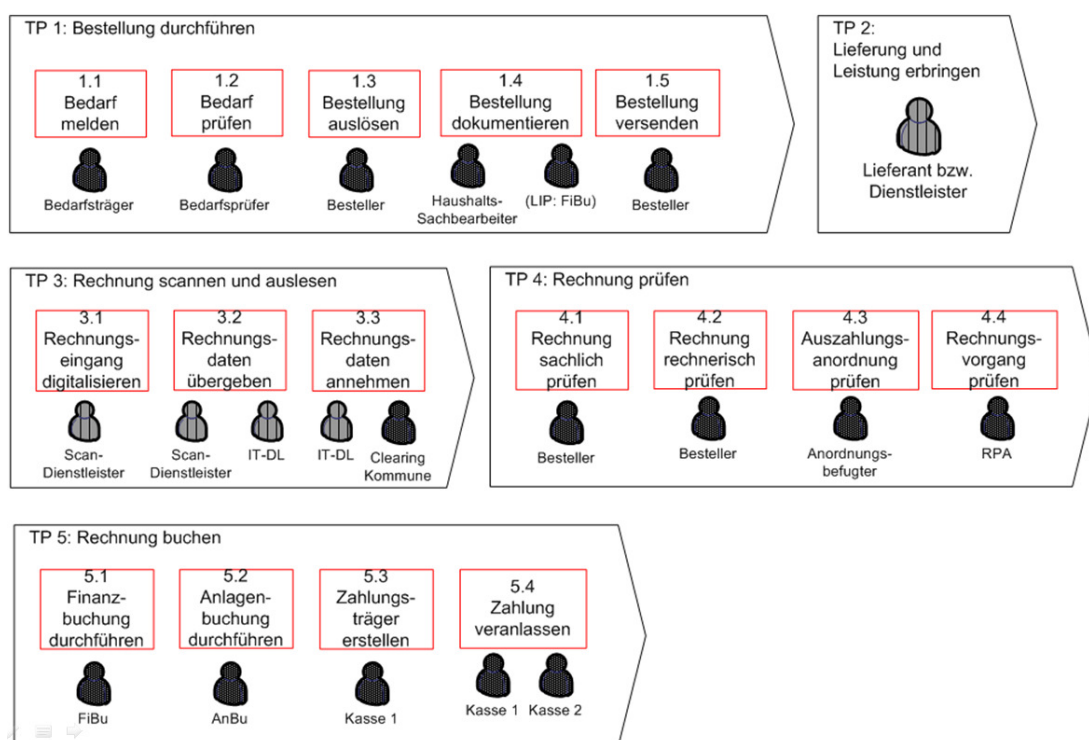 TP 1: Bestellung durchführen
1.1
Bedarf
melden
Bedarfsträger
1.2
Bedarf
prüfen
Bedarfsprüfer
1.3
Bestellung
auslösen
Besteller
1.4
Bestellung
dokumentieren
Haushalts-
Sachbearbeiter
(LIP: FiBu)
1.5
Bestellung
versenden
Besteller
TP 2:
Lieferung und
Leistung erbringen
Lieferant bzw.
Dienstleister
TP 3: Rechnung scannen und auslesen
3.1
Rechnungs-
eingang
digitalisieren
Scan-
Dienstleister
3.2
Rechnungs-
daten
übergeben
Scan-
Dienstleister
IT-DL
3.3
Rechnungs-
daten
annehmen
IT-DL
Clearing
Kommune
TP 4: Rechnung prüfen
4.1
Rechnung
sachlich
prüfen
Besteller
4.2
Rechnung
rechnerisch
prüfen
Besteller
4.3
Auszahlungs-
anordnung
prüfen
Anordnungs-
befugter
4.4
Rechnungs-
vorgang
prüfen
RPA
TP 5: Rechnung buchen
5.1
Finanz-
buchung
durchführen
FiBu
5.2
Anlagen-
buchung
durchführen
AnBu
5.3
Zahlungs-
träger
erstellen
Kasse 1
5.4
Zahlung
veranlassen
Kasse 1
Kasse 2